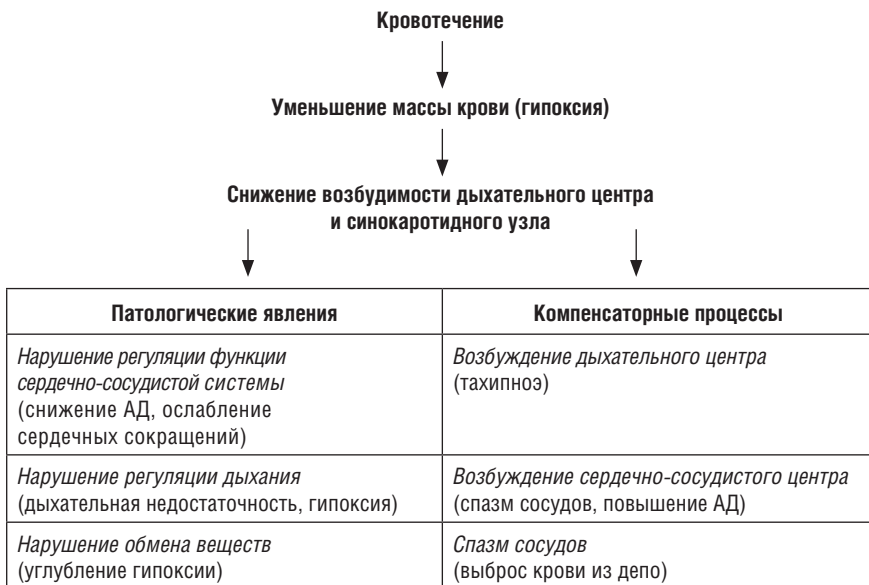 Кровотечение
Уменьшение массы крови (гипоксия)
Снижение возбудимости дыхательного центра
и синокаротидного узла
Патологические явления
Компенсаторные процессы
Нарушение регуляции функции
сердечно-сосудистой системы
(снижение АД, ослабление
сердечных сокращений)
Возбуждение дыхательного центра
(тахипноэ)
Нарушение регуляции дыхания
(дыхательная недостаточность, гипоксия)
Возбуждение сердечно-сосудистого центра
(спазм сосудов, повышение АД)
Нарушение обмена веществ
(углубление гипоксии)
Спазм сосудов
(выброс крови из депо)